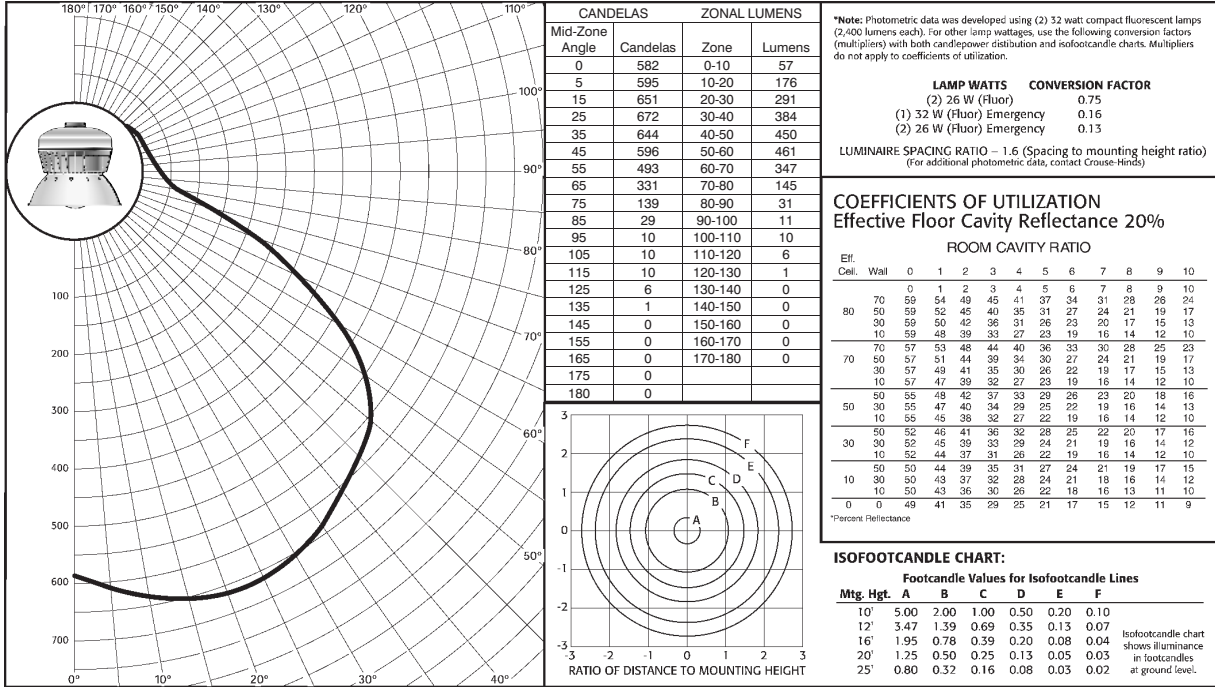 180° 170° 160° 150° 140° 130° 120° 110°
100°
90°
80°
70°
60°
50°
100
200
300
400
500
600
700
0° 10° 20° 30° 40°
CANDELAS ZONAL LUMENS
Mid-Zone
Angle Candelas Zone Lumens
0 582 0-10 57
5 595 10-20 176
15 651 20-30 291
25 672 30-40 384
35 644 40-50 450
45 596 50-60 461
55 493 60-70 347
65 331 70-80 145
75 139 80-90 31
85 29 90-100 11
95 10 100-110 10
105 10 110-120 6
115 10 120-130 1
125 6 130-140 0
135 1 140-150 0
145 0 150-160 0
155 0 160-170 0
165 0 170-180 0
175 0
180 0
3
2
1
0
-1
-2
-3
F
E
D
C
B
A
-3 -2 -1 0 1 2 3
RATIO OF DISTANCE TO MOUNTING HEIGHT
*Note: Photometric data was developed using (2) 32 watt compact fluorescent lamps
(2,400 lumens each). For other lamp wattages, use the following conversion factors
(multipliers) with both candlepower distibution and isofootcandle charts. Multipliers
do not apply to coefficients of utilization.
LAMP WATTS CONVERSION FACTOR
(2) 26 W (Fluor) 0.75
(1) 32 W (Fluor) Emergency 0.16
(2) 26 W (Fluor) Emergency 0.13
LUMINAIRE SPACING RATIO – 1.6 (Spacing to mounting height ratio)
(For additional photometric data, contact Crouse-Hinds)
COEFFICIENTS OF UTILIZATION
Effective Floor Cavity Reflectance 20%
ROOM CAVITY RATIO
Eff.
Ceil. Wall 0 1 2 3 4 5 6 7 8 9 10
0 1 2 3 4 5 6 7 8 9 10
70 59 54 49 45 41 37 34 31 28 26 24
80 50 59 52 45 40 35 31 27 24 21 19 17
30 59 50 42 36 31 26 23 20 17 15 13
10 59 48 39 33 27 23 19 16 14 12 10
70 57 53 48 44 40 36 33 30 28 25 23
70 50 57 51 44 39 34 30 27 24 21 19 17
30 57 49 41 35 30 26 22 19 17 15 13
10 57 47 39 32 27 23 19 16 14 12 10
50 55 48 42 37 33 29 26 23 20 18 16
50 30 55 47 40 34 29 25 22 19 16 14 13
10 55 45 38 32 27 22 19 16 14 12 10
50 52 46 41 36 32 28 25 22 20 17 16
30 30 52 45 39 33 29 24 21 19 16 14 12
10 52 44 37 31 26 22 19 16 14 12 10
50 50 44 39 35 31 27 24 21 19 17 15
10 30 50 43 37 32 28 24 21 18 16 14 12
10 50 43 36 30 26 22 18 16 13 11 10
0 0 49 41 35 29 25 21 17 15 12 11 9
*Percent Reflectance
ISOFOOTCANDLE CHART:
Footcandle Values for Isofootcandle Lines
Mtg. Hgt. A B C D E F
10' 5.00 2.00 1.00 0.50 0.20 0.10
12' 3.47 1.39 0.69 0.35 0.13 0.07
16' 1.95 0.78 0.39 0.20 0.08 0.04
20' 1.25 0.50 0.25 0.13 0.05 0.03
25' 0.80 0.32 0.16 0.08 0.03 0.02
Isofootcandle chart
shows illuminance
in footcandles
at ground level.